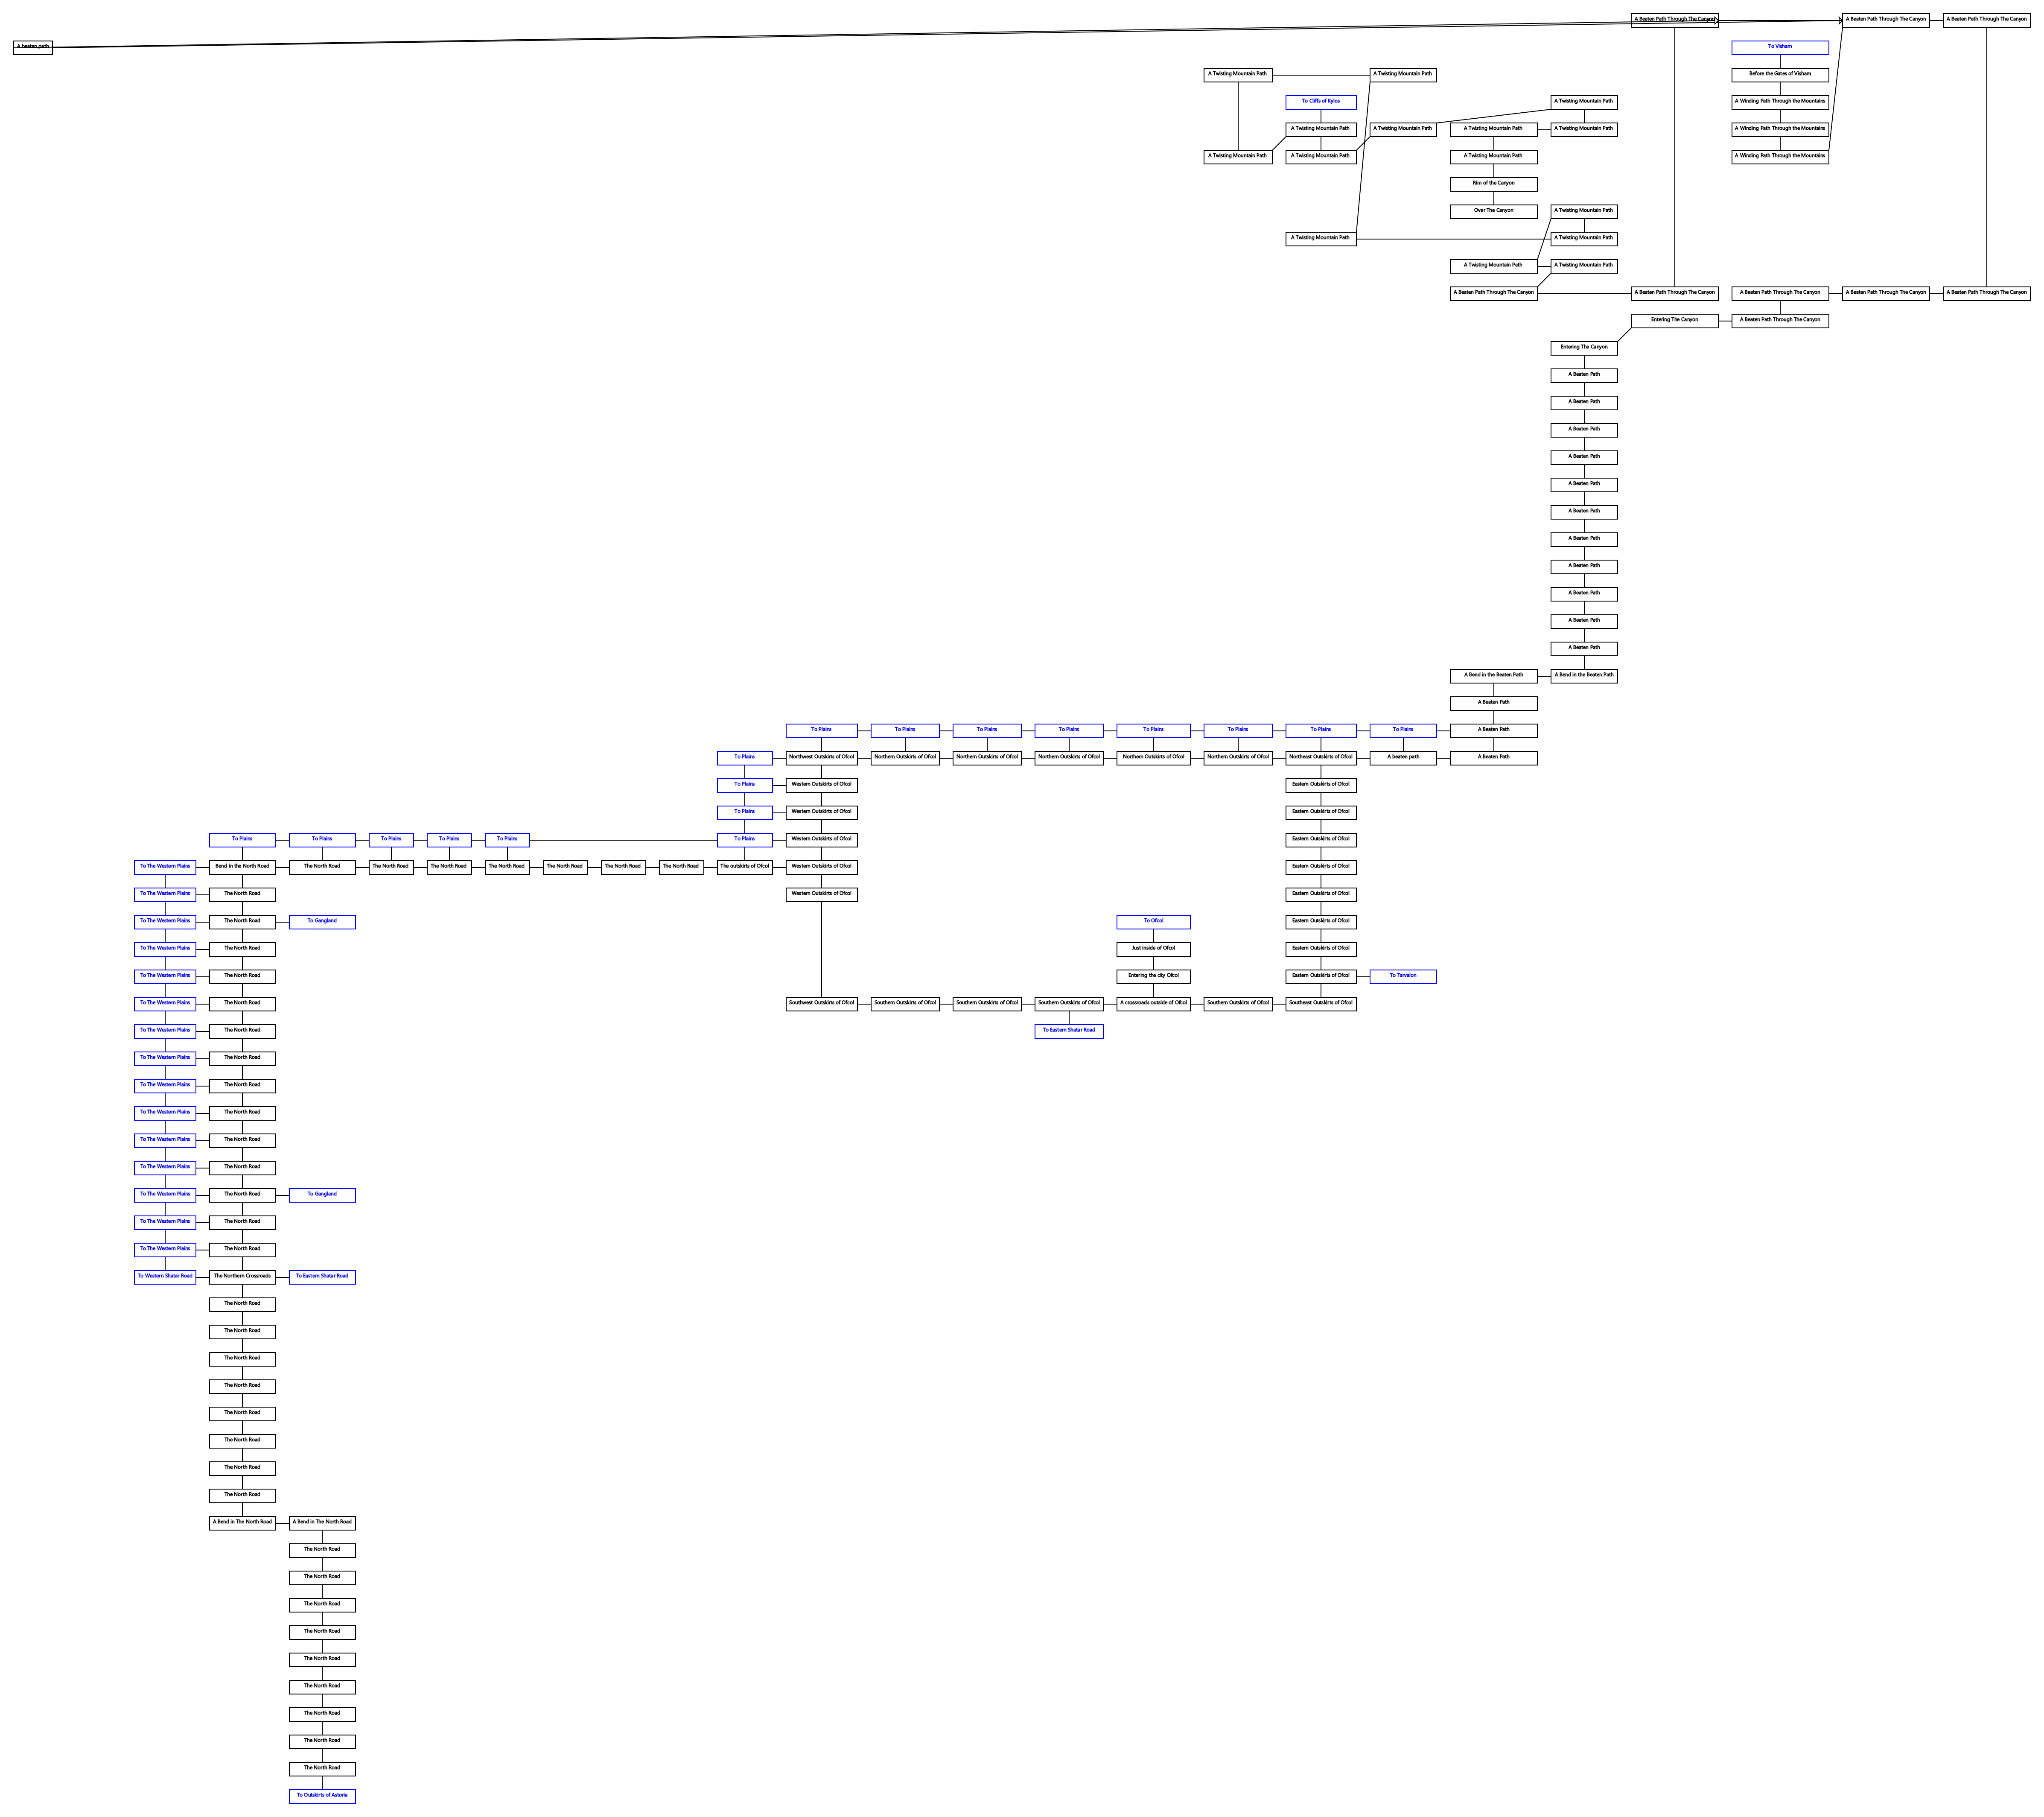 A Beaten Path Through The Canyon
A Beaten Path Through The Canyon
A Beaten Path Through The Canyon
A beaten path
To Visham
A Twisting Mountain Path
A Twisting Mountain Path
Before the Gates of Visham
To Cliffs of Kylos
A Twisting Mountain Path
A Winding Path Through the Mountains
A Twisting Mountain Path
A Twisting Mountain Path
A Twisting Mountain Path
A Twisting Mountain Path
A Winding Path Through the Mountains
A Twisting Mountain Path
A Twisting Mountain Path
A Twisting Mountain Path
A Winding Path Through the Mountains
Rim of the Canyon
Over The Canyon
A Twisting Mountain Path
A Twisting Mountain Path
A Twisting Mountain Path
A Twisting Mountain Path
A Twisting Mountain Path
A Beaten Path Through The Canyon
A Beaten Path Through The Canyon
A Beaten Path Through The Canyon
A Beaten Path Through The Canyon
A Beaten Path Through The Canyon
Entering The Canyon
A Beaten Path Through The Canyon
Entering The Canyon
A Beaten Path
A Beaten Path
A Beaten Path
A Beaten Path
A Beaten Path
A Beaten Path
A Beaten Path
A Beaten Path
A Beaten Path
A Beaten Path
A Beaten Path
A Bend in the Beaten Path
A Bend in the Beaten Path
A Beaten Path
To Plains
To Plains
To Plains
To Plains
To Plains
To Plains
To Plains
To Plains
A Beaten Path
To Plains
Northwest Outskirts of Ofcol
Northern Outskirts of Ofcol
Northern Outskirts of Ofcol
Northern Outskirts of Ofcol
Northern Outskirts of Ofcol
Northern Outskirts of Ofcol
Northeast Outskirts of Ofcol
A beaten path
A Beaten Path
To Plains
Western Outskirts of Ofcol
Eastern Outskirts of Ofcol
To Plains
Western Outskirts of Ofcol
Eastern Outskirts of Ofcol
To Plains
To Plains
To Plains
To Plains
To Plains
To Plains
Western Outskirts of Ofcol
Eastern Outskirts of Ofcol
To The Western Plains
Bend in the North Road
The North Road
The North Road
The North Road
The North Road
The North Road
The North Road
The North Road
The outskirts of Ofcol
Western Outskirts of Ofcol
Eastern Outskirts of Ofcol
To The Western Plains
The North Road
Western Outskirts of Ofcol
Eastern Outskirts of Ofcol
To The Western Plains
The North Road
To Gangland
To Ofcol
Eastern Outskirts of Ofcol
To The Western Plains
The North Road
Just inside of Ofcol
Eastern Outskirts of Ofcol
To The Western Plains
The North Road
Entering the city Ofcol
Eastern Outskirts of Ofcol
To Tarvalon
To The Western Plains
The North Road
Southwest Outskirts of Ofcol
Southern Outskirts of Ofcol
Southern Outskirts of Ofcol
Southern Outskirts of Ofcol
A crossroads outside of Ofcol
Southern Outskirts of Ofcol
Southeast Outskirts of Ofcol
To The Western Plains
The North Road
To Eastern Shatar Road
To The Western Plains
The North Road
To The Western Plains
The North Road
To The Western Plains
The North Road
To The Western Plains
The North Road
To The Western Plains
The North Road
To The Western Plains
The North Road
To Gangland
To The Western Plains
The North Road
To The Western Plains
The North Road
To Western Shatar Road
The Northern Crossroads
To Eastern Shatar Road
The North Road
The North Road
The North Road
The North Road
The North Road
The North Road
The North Road
The North Road
A Bend in The North Road
A Bend in The North Road
The North Road
The North Road
The North Road
The North Road
The North Road
The North Road
The North Road
The North Road
The North Road
To Outskirts of Astoria